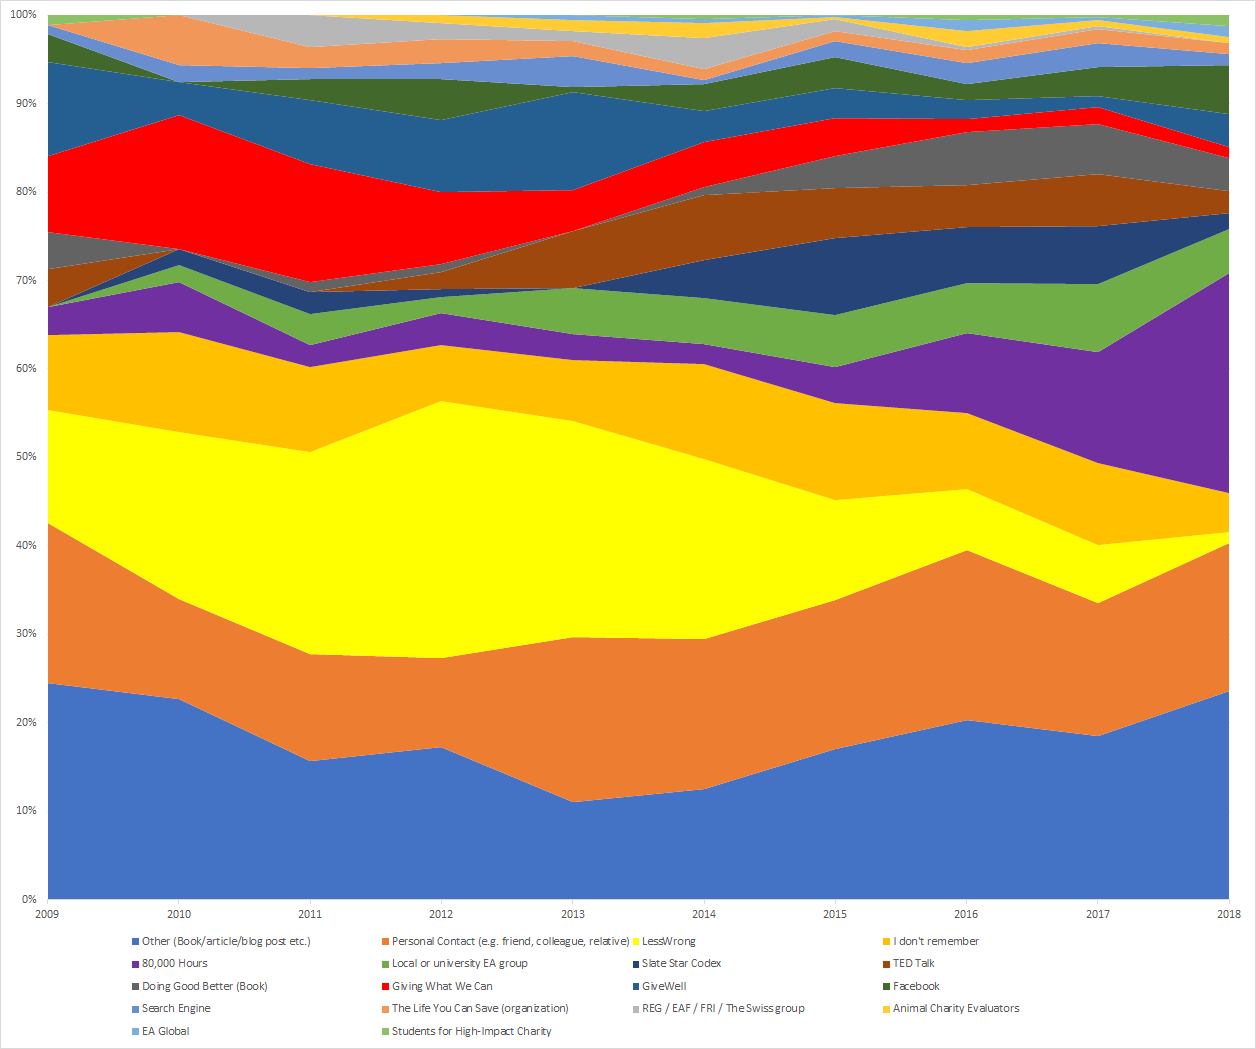 100%
90%
80%
70%
60%
50%
40%
30%
20%
10%
0%
2009 2010 2011 2012 2013 2014 2015 2016 2017 2018
Other (Book/article/blog post etc.) Personal Contact (e.g. friend, colleague, relative) LessWrong I don't remember
80,000 Hours Local or university EA group Slate Star Codex TED Talk
Doing Good Better (Book) Giving What We Can GiveWell Facebook
Search Engine The Life You Can Save (organization) REG / EAF / FRI / The Swiss group Animal Charity Evaluators
EA Global Students for High-Impact Charity